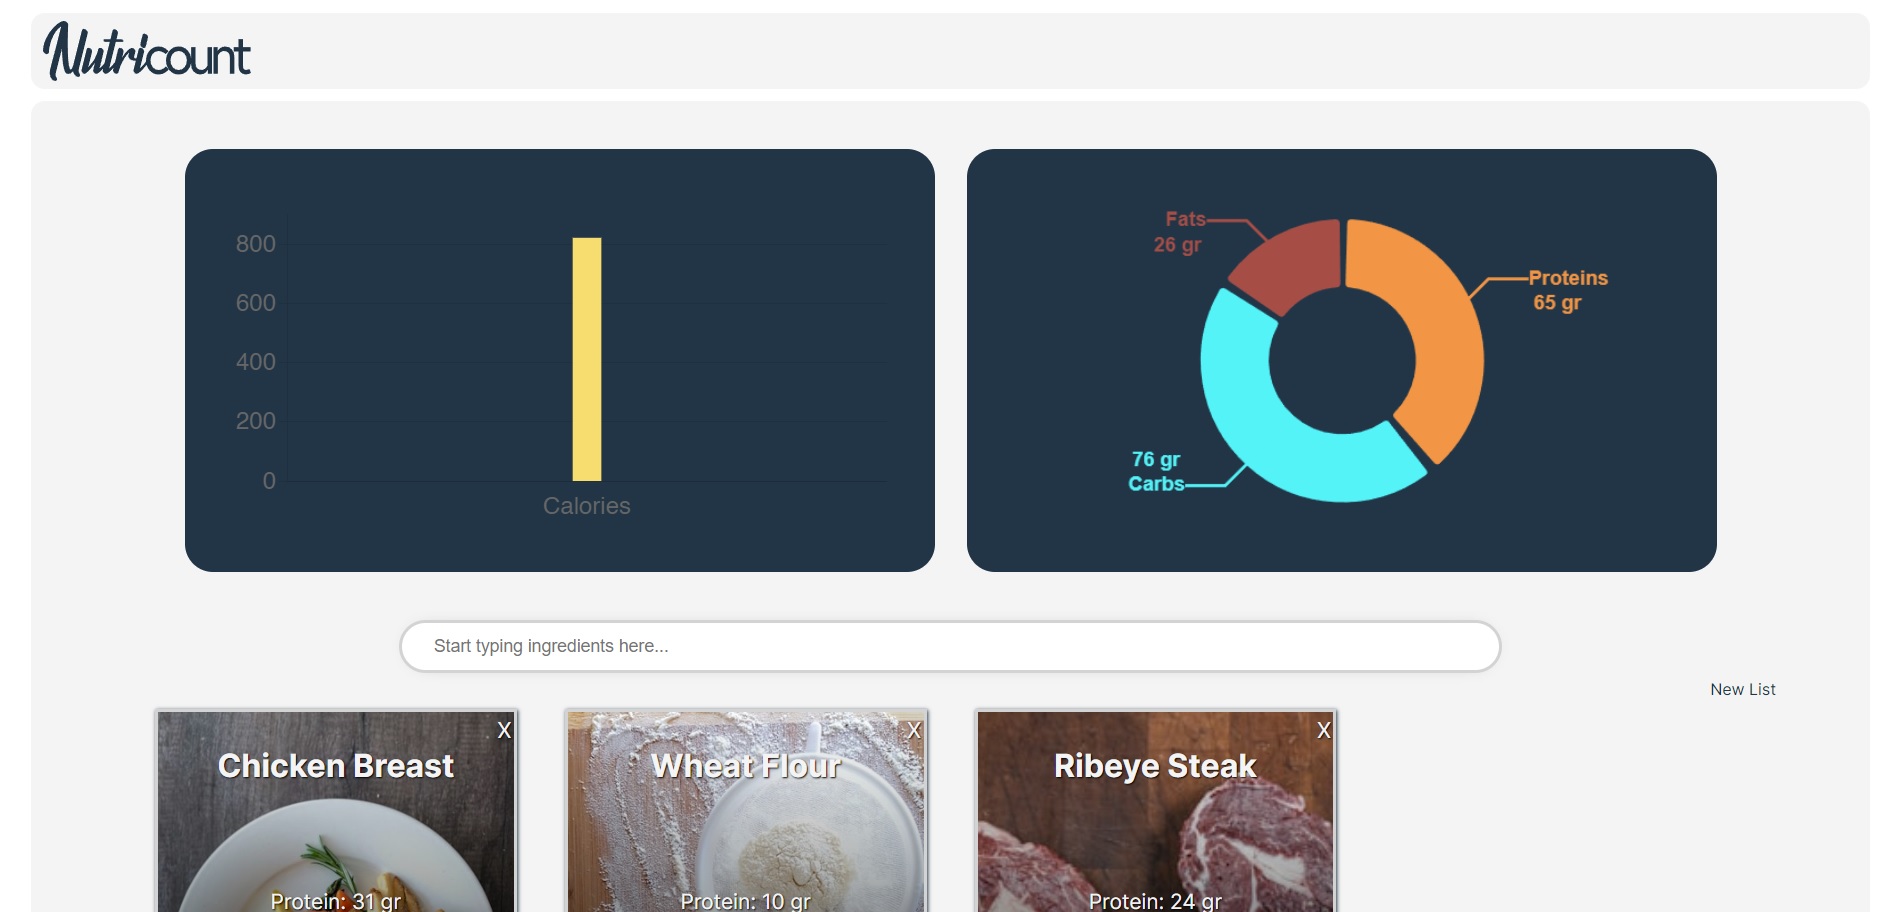 Nutricount
800
600
400
200
0
Calories
Fats
26 gr
Proteins
65 gr
76 gr
Carbs
Start typing ingredients here...
New List
X
Chicken Breast
Protein: 31 gr
X
Wheat Flour
Protein: 10 gr
X
Ribeye Steak
Protein: 24 gr